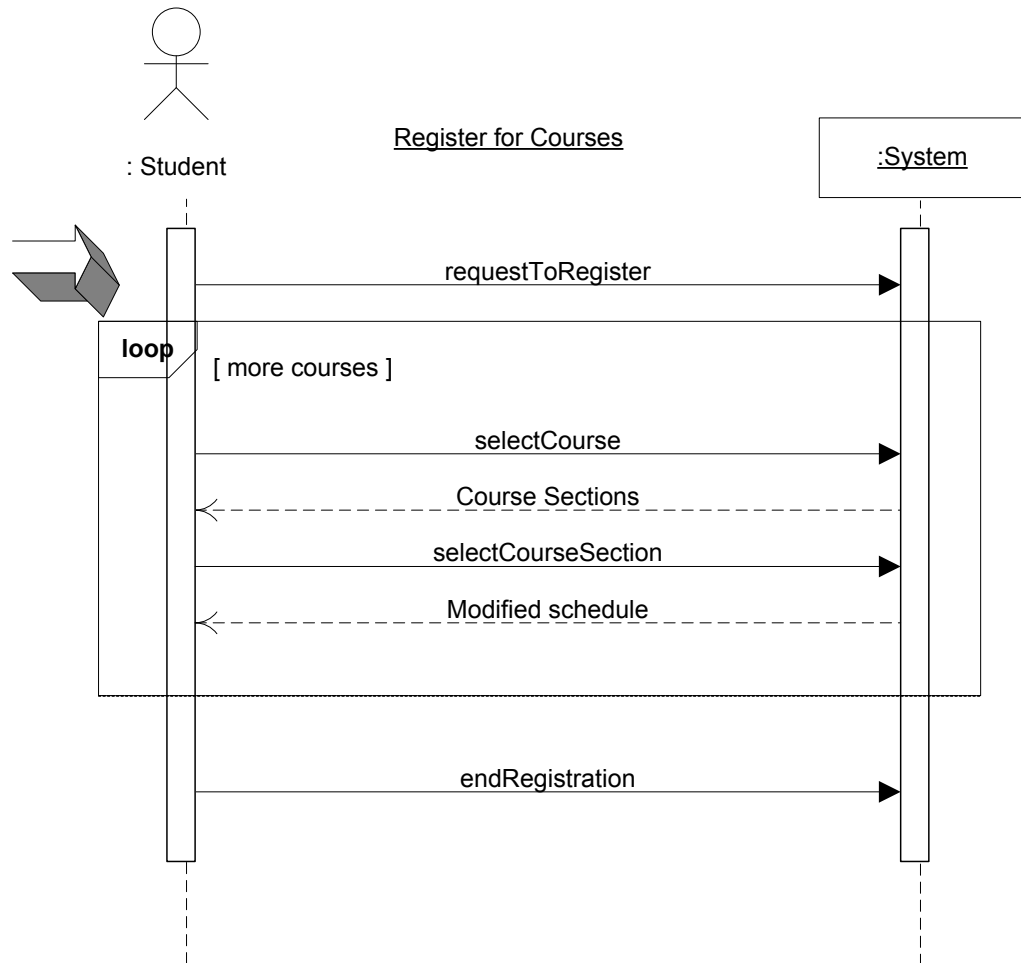 Register for Courses
: Student
:System
requestToRegister
loop
[ more courses ]
selectCourse
Course Sections
selectCourseSection
Modified schedule
endRegistration